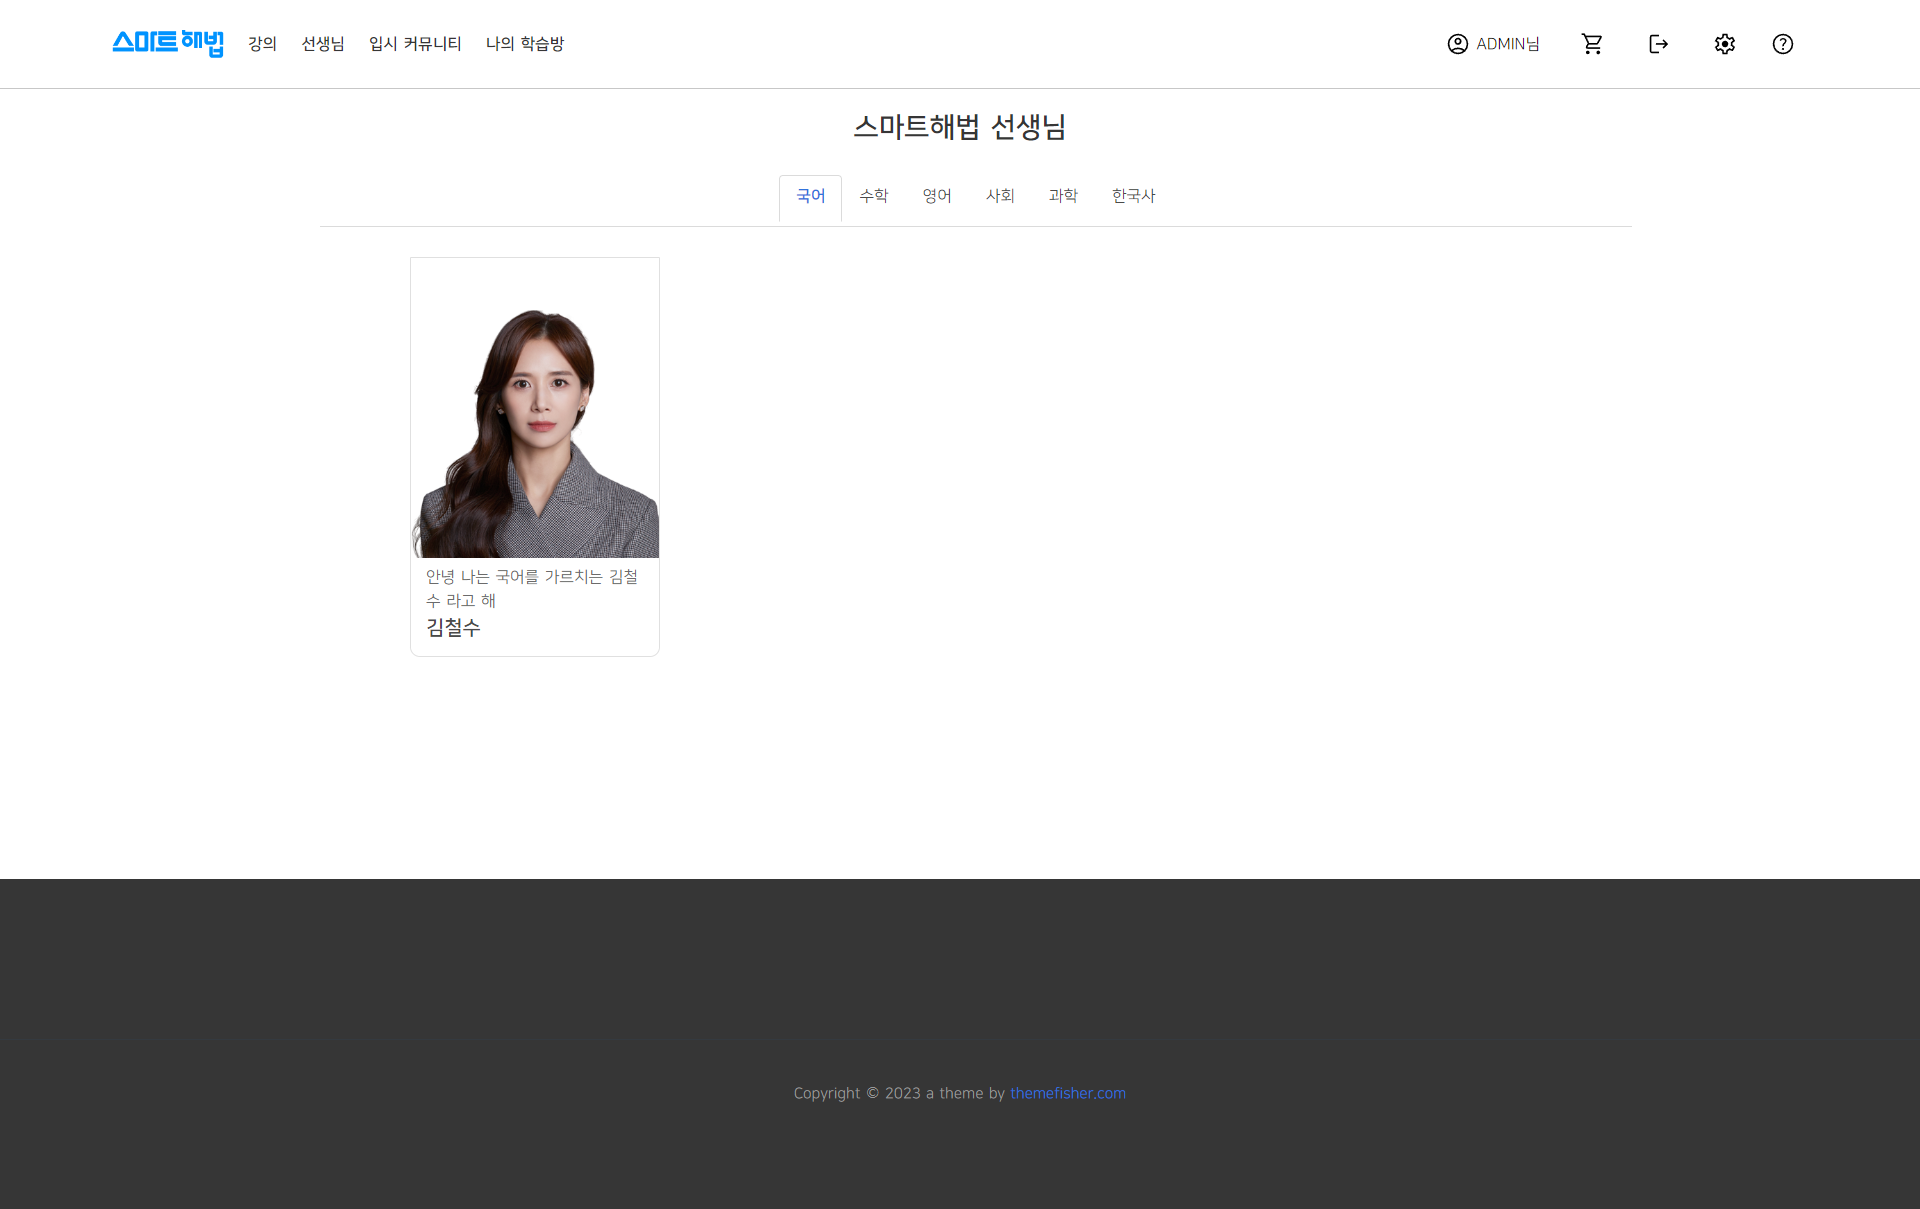 스마트해법 강의 선생님 입시 커뮤니티 나의 학습방 ADMIN님
스마트해법 선생님
국어 수학 영어 사회 과학 한국사
안녕 나는 국어를 가르치는 김철
수 라고 해
김철수
Copyright © 2023 a theme by themefisher.com